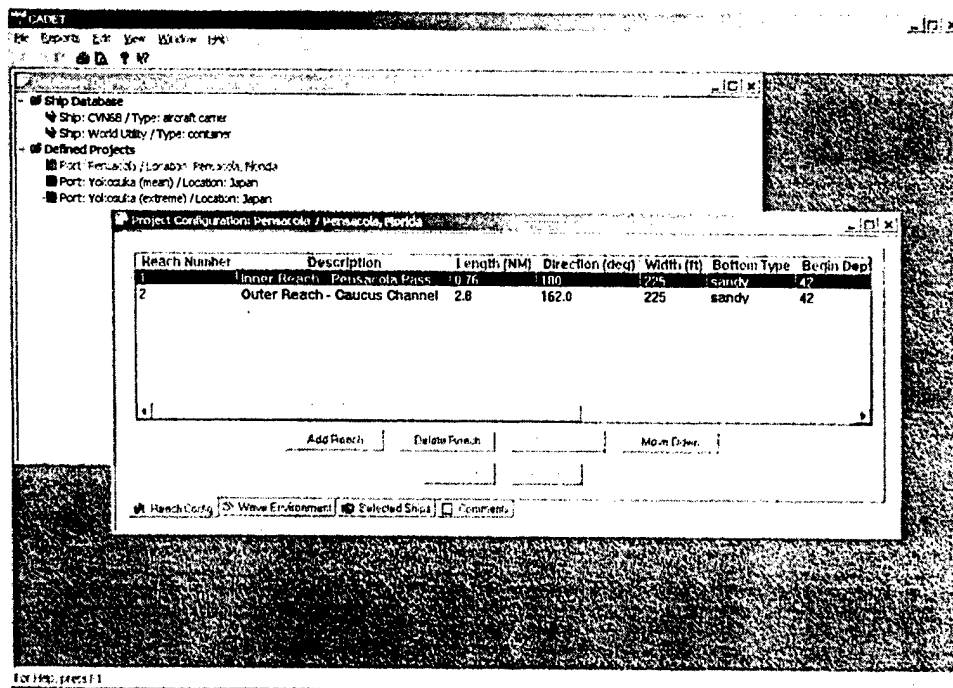 CADET
File Reports Edit View Window Help
Ship Database
Ship: CVN68 / Type: aircraft carrier
Ship: World Utility / Type: container
Defined Projects
Port: Pensacola / Location: Pensacola, Florida
Port: Yokosuka (mean) / Location: Japan
Port: Yokosuka (extreme) / Location: Japan
Project Configuration: Pensacola / Pensacola, Florida
Reach Number Description Length (NM) Direction (deg) Width (ft) Bottom Type Begin Dept
1 Inner Reach - Pensacola Pass 0.76 180 225 sandy 42
2 Outer Reach - Caucus Channel 2.8 162.0 225 sandy 42
Add Reach Delete Reach Move Down
Reach Config Wave Environment Selected Ships Comments
For Help, press F1